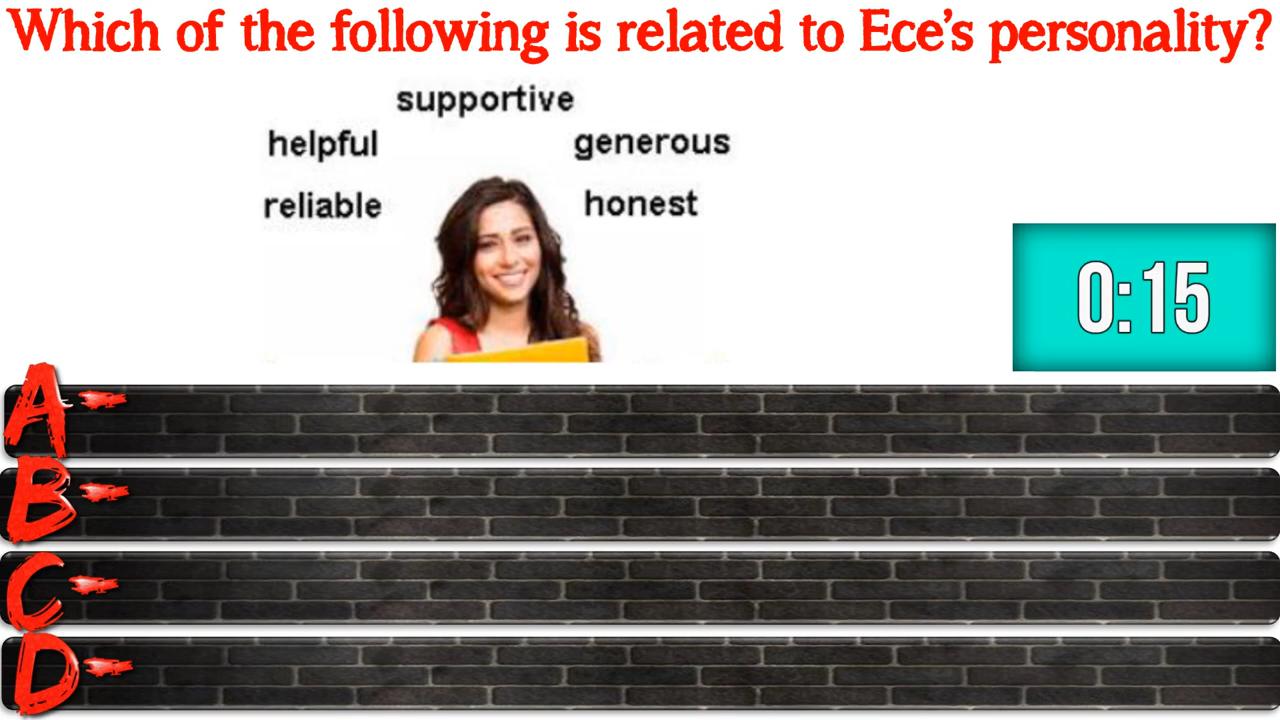 Which of the following is related to Ece's personality?
supportive
helpful
generous
reliable
honest
0:15
A-
B-
C-
D-